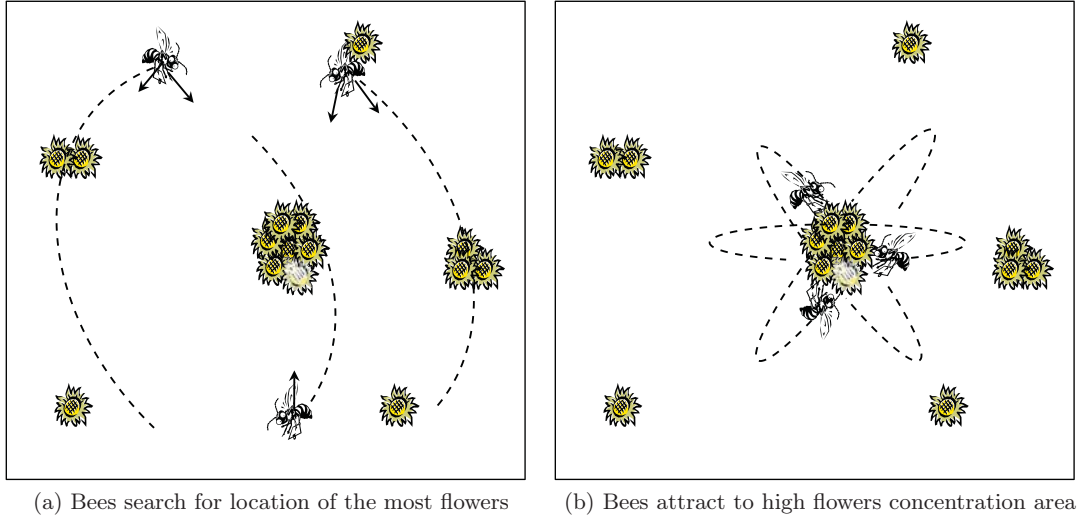 (a) Bees search for location of the most flowers
(b) Bees attract to high flowers concentration area